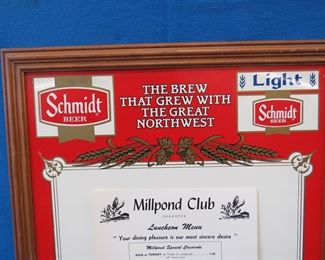 Schmidt
BEER
THE BREW
THAT GREW WITH
THE GREAT
NORTHWEST
Light
Schmidt
BEER
Millpond Club
Luncheon Menu
" Your dining pleasure is our most sincere desire "
Millpond Special Casserole